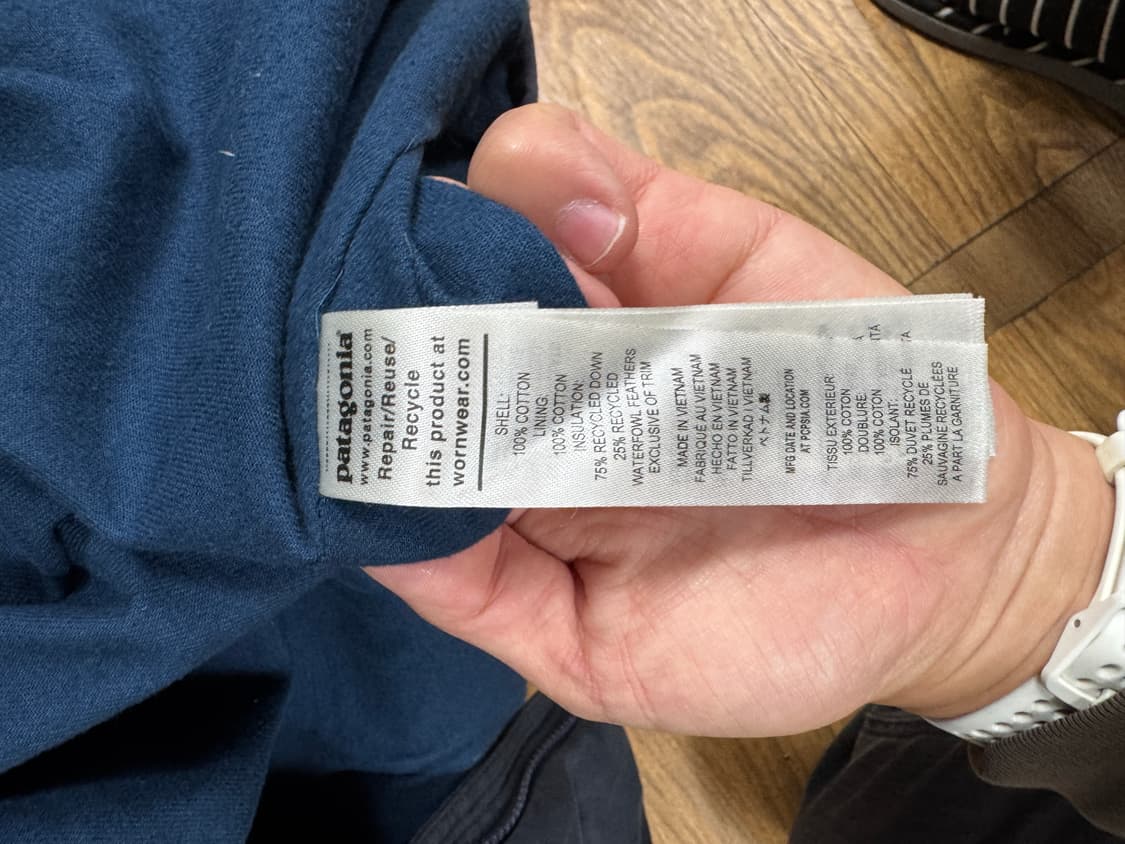 patagonia®
www.patagonia.com
Repair/Reuse/
Recycle
this product at
wornwear.com
SHELL:
100% COTTON
LINING:
100% COTTON
INSULATION:
75% RECYCLED DOWN
25% RECYCLED
WATERFOWL FEATHERS
EXCLUSIVE OF TRIM
MADE IN VIETNAM
FABRIQUÉ AU VIETNAM
HECHO EN VIETNAM
FATTO IN VIETNAM
TILLVERKAD I VIETNAM
ベトナム製
MFG DATE AND LOCATION
AT PCPSIA.COM
TISSU EXTERIEUR:
100% COTON
DOUBLURE:
100% COTON
ISOLANT:
75% DUVET RECYCLÉ
25% PLUMES DE
SAUVAGINE RECYCLÉES
A PART LA GARNITURE